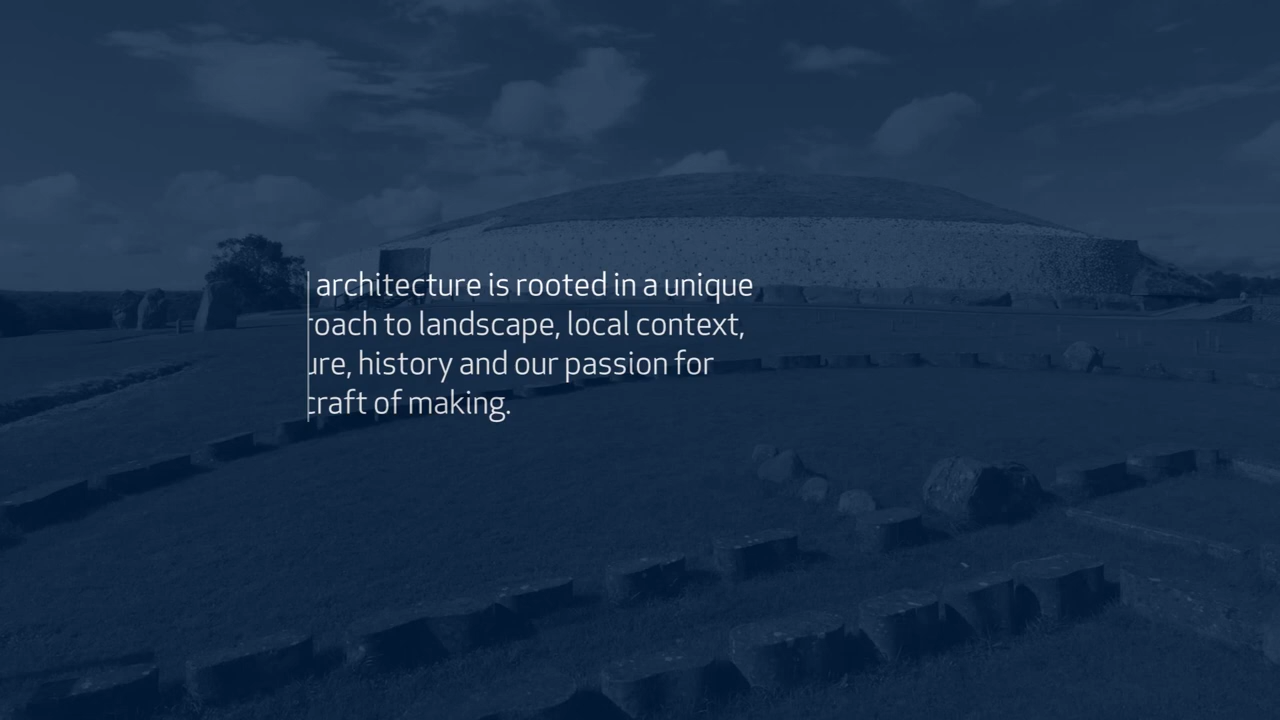 architecture is rooted in a unique
roach to landscape, local context,
ure, history and our passion for
craft of making.